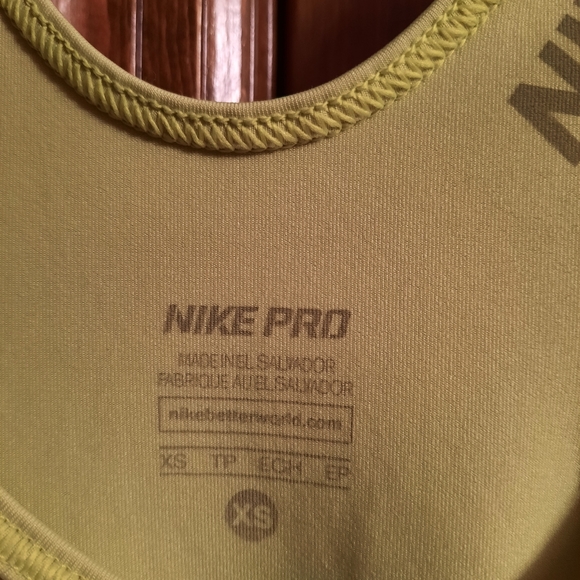 NIKE PRO
MADE IN EL SALVADOR
FABRIQUE AU EL SALVADOR
nikebetterworld.com
XS TP ECH EP
XS